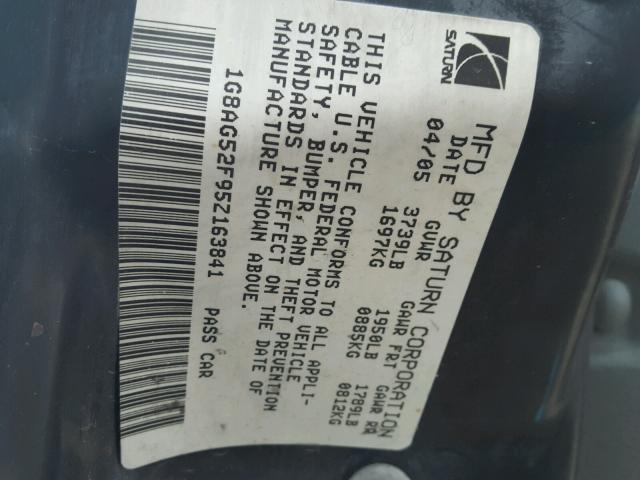 SATURN
MFD BY SATURN CORPORATION
DATE GVWR GAWR FRT GAWR RR
04/05 3739LB 1950LB 1789LB
1697KG 0885KG 0812KG
THIS VEHICLE CONFORMS TO ALL APPLI-
CABLE U.S. FEDERAL MOTOR VEHICLE
SAFETY, BUMPER, AND THEFT PREVENTION
STANDARDS IN EFFECT ON THE DATE OF
MANUFACTURE SHOWN ABOVE.
1G8AG52F95Z163841 PASS CAR